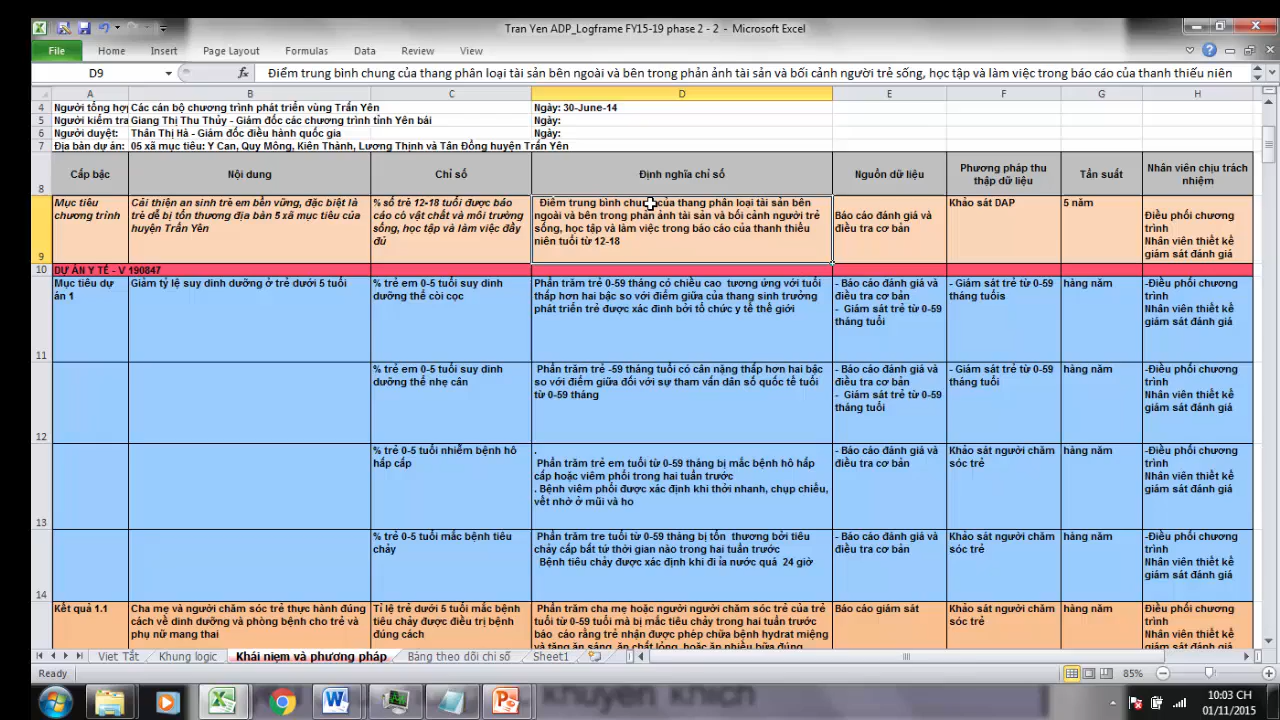 Tran Yen ADP_Logframe FY15-19 phase 2 - 2 - Microsoft Excel
File Home Insert Page Layout Formulas Data Review View
D9 fx Điểm trung bình chung của thang phân loại tài sản bên ngoài và bên trong phản ảnh tài sản và bối cảnh người trẻ sống, học tập và làm việc trong báo cáo của thanh thiếu niên
A B C D E F G H
4 Người tổng hợ Các cán bộ chương trình phát triển vùng Trấn Yên Ngày: 30-June-14
5 Người kiểm tra Giang Thị Thu Thủy - Giám đốc các chương trình tỉnh Yên bái Ngày:
6 Người duyệt: Thân Thị Hà - Giám đốc điều hành quốc gia Ngày:
7 Địa bàn dự án: 05 xã mục tiêu: Y Can, Quy Mông, Kiên Thành, Lương Thịnh và Tân Đồng huyện Trấn Yên
8 Cấp bậc Nội dung Chỉ số Định nghĩa chỉ số Nguồn dữ liệu Phương pháp thu thập dữ liệu Tần suất Nhân viên chịu trách nhiệm
Mục tiêu
chương trình
Cải thiện an sinh trẻ em bền vững, đặc biệt là
trẻ dễ bị tổn thương địa bàn 5 xã mục tiêu của
huyện Trấn Yên
% số trẻ 12-18 tuổi được báo
cáo có vật chất và môi trường
sống, học tập và làm việc đầy
đủ
Điểm trung bình chung của thang phân loại tài sản bên
ngoài và bên trong phản ảnh tài sản và bối cảnh người trẻ
sống, học tập và làm việc trong báo cáo của thanh thiếu
niên tuổi từ 12-18
Báo cáo đánh giá và
điều tra cơ bản
Khảo sát DAP
5 năm
Điều phối chương
trình
Nhân viên thiết kế
giám sát đánh giá
9
10 DỰ ÁN Y TẾ - V 190847
Mục tiêu dự
án 1
Giảm tỷ lệ suy dinh dưỡng ở trẻ dưới 5 tuổi
% trẻ em 0-5 tuổi suy dinh
dưỡng thể còi cọc
Phần trăm trẻ 0-59 tháng có chiều cao tương ứng với tuổi
thấp hơn hai bậc so với điểm giữa của thang sinh trưởng
phát triển trẻ được xác định bởi tổ chức y tế thế giới
- Báo cáo đánh giá và
điều tra cơ bản
- Giám sát trẻ từ 0-59
tháng tuổi
- Giám sát trẻ từ 0-59
tháng tuổis
hàng năm
-Điều phối chương
trình
Nhân viên thiết kế
giám sát đánh giá
11
% trẻ em 0-5 tuổi suy dinh
dưỡng thể nhẹ cân
Phần trăm trẻ -59 tháng tuổi có cân nặng thấp hơn hai bậc
so với điểm giữa đối với sự tham vấn dân số quốc tế tuổi
từ 0-59 tháng
- Báo cáo đánh giá và
điều tra cơ bản
- Giám sát trẻ từ 0-59
tháng tuổi
- Giám sát trẻ từ 0-59
tháng tuổi
hàng năm
-Điều phối chương
trình
Nhân viên thiết kế
giám sát đánh giá
12
% trẻ 0-5 tuổi nhiễm bệnh hô
hấp cấp
.
Phần trăm trẻ em tuổi từ 0-59 tháng bị mắc bệnh hô hấp
cấp hoặc viêm phổi trong hai tuần trước
. Bệnh viêm phổi được xác định khi thở nhanh, chụp chiếu,
vết nhờ ở mũi và ho
- Báo cáo đánh giá và
điều tra cơ bản
Khảo sát người chăm
sóc trẻ
hàng năm
-Điều phối chương
trình
Nhân viên thiết kế
giám sát đánh giá
13
% trẻ 0-5 tuổi mắc bệnh tiêu
chảy
Phần trăm tre tuổi từ 0-59 tháng bị tổn thương bởi tiêu
chảy cấp bất tứ thời gian nào trong hai tuần trước
Bệnh tiêu chảy được xác định khi đi ỉa nước quá 24 giờ
- Báo cáo đánh giá và
điều tra cơ bản
Khảo sát người chăm
sóc trẻ
hàng năm
-Điều phối chương
trình
Nhân viên thiết kế
giám sát đánh giá
14
Kết quả 1.1
Cha mẹ và người chăm sóc trẻ thực hành đúng
cách về dinh dưỡng và phòng bệnh cho trẻ và
phụ nữ mang thai
Tỉ lệ trẻ dưới 5 tuổi mắc bệnh
tiêu chảy được điều trị bệnh
đúng cách
Phần trăm cha mẹ hoặc người người chăm sóc trẻ của trẻ
tuổi từ 0-59 tháng mà bị mắc tiêu chảy trong hai tuần trước
báo cáo rằng trẻ nhận được phép chữa bệnh hydrat miệng
và tăng ăn sáng, ăn chất lỏng, hoặc ăn nhiều bữa đúng
Báo cáo giám sát
Khảo sát người chăm
sóc trẻ
hàng năm
Điều phối chương
trình
Nhân viên thiết kế
giám sát đánh giá
Viet Tắt Khung logic Khái niệm và phương pháp Bảng theo dõi chỉ số Sheet1
Ready 85%
10:03 CH
01/11/2015